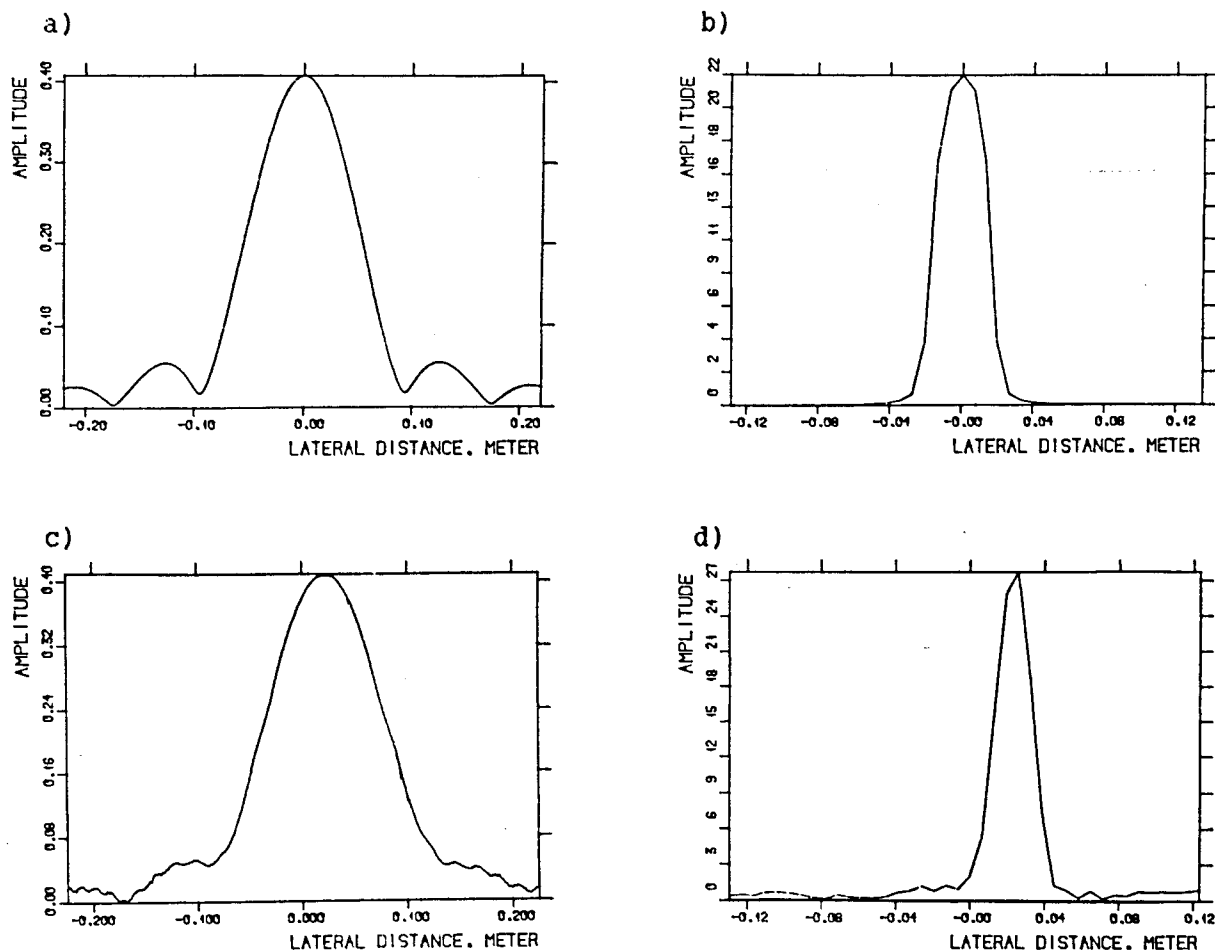 a)
AMPLITUDE
0.40
0.30
0.20
0.10
0.00
-0.20 -0.10 0.00 0.10 0.20
LATERAL DISTANCE. METER
b)
AMPLITUDE
22
20
18
16
13
11
9
6
4
2
0
-0.12 -0.08 -0.04 -0.00 0.04 0.08 0.12
LATERAL DISTANCE. METER
c)
AMPLITUDE
0.40
0.32
0.24
0.16
0.08
0.00
-0.200 -0.100 0.000 0.100 0.200
LATERAL DISTANCE. METER
d)
AMPLITUDE
27
24
21
18
15
12
9
6
3
0
-0.12 -0.08 -0.04 -0.00 0.04 0.08 0.12
LATERAL DISTANCE. METER